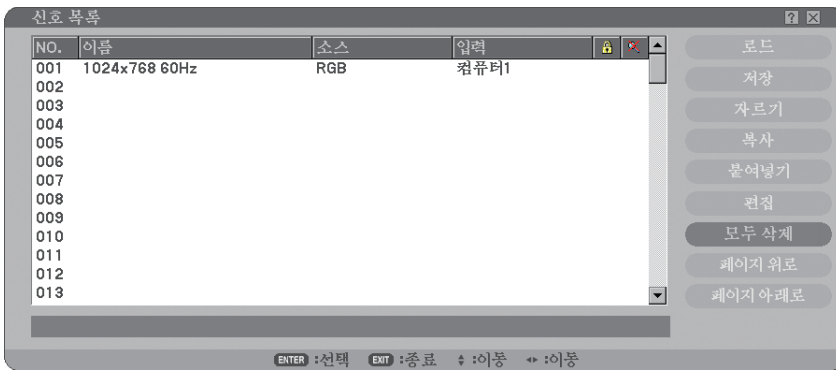 신호 목록
NO. 이름 소스 입력
001 1024x768 60Hz RGB 컴퓨터1
002
003
004
005
006
007
008
009
010
011
012
013
로드
저장
자르기
복사
붙여넣기
편집
모두 삭제
페이지 위로
페이지 아래로
ENTER :선택 EXIT :종료 :이동 :이동